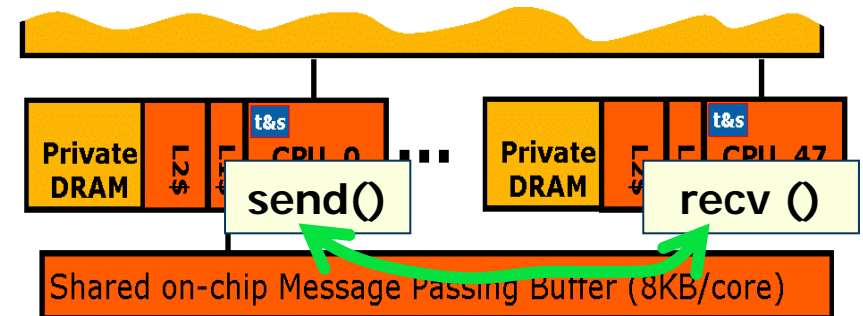 t&s
Private
DRAM
L2$
CPU 0
...
t&s
Private
DRAM
CPU 47
send()
recv ()
Shared on-chip Message Passing Buffer (8KB/core)